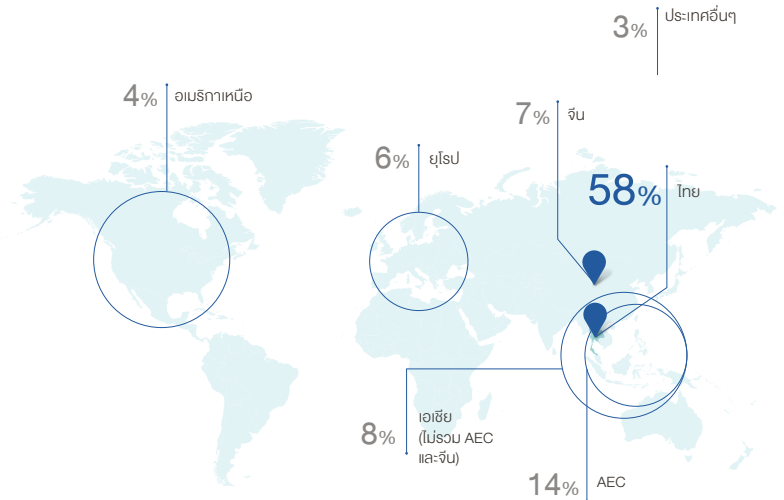 3% ประเทศอื่นๆ
4% อเมริกาเหนือ
7% จีน
6% ยุโรป
58% ไทย
8% เอเชีย
(ไม่รวม AEC
และจีน)
14% AEC